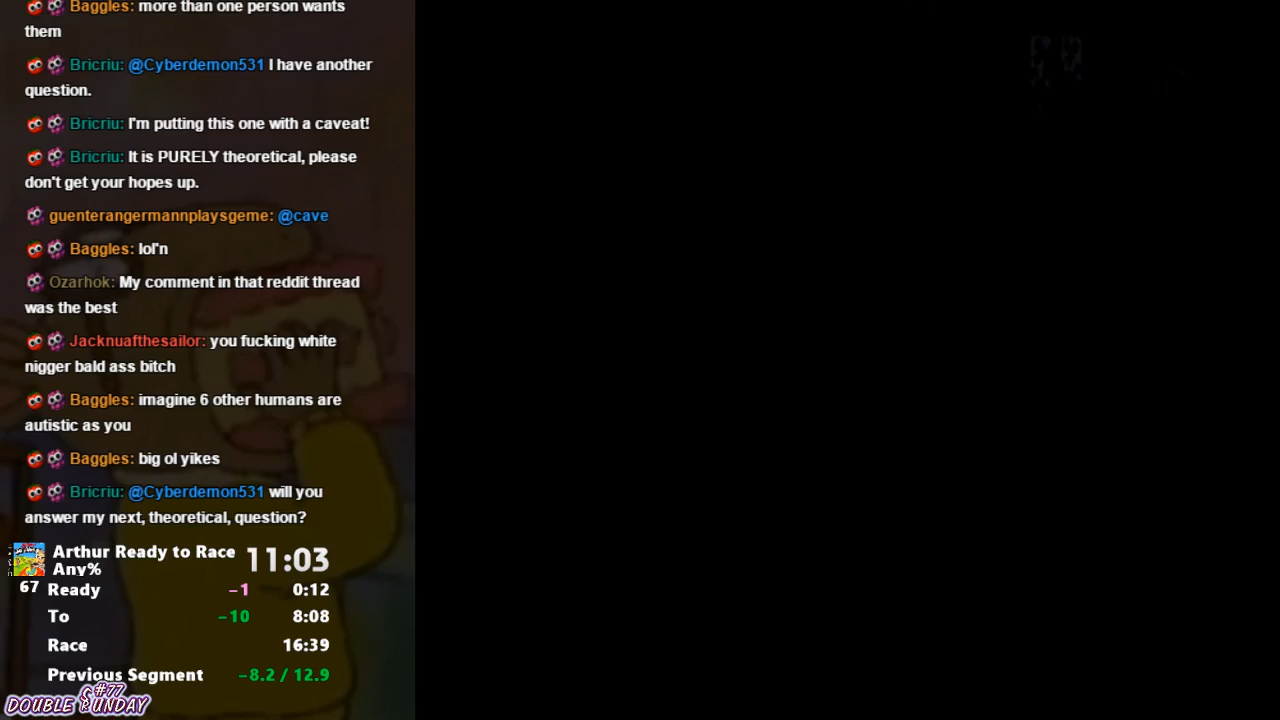 Baggles: more than one person wants
them
Bricriu: @Cyberdemon531 I have another
question.
Bricriu: I'm putting this one with a caveat!
Bricriu: It is PURELY theoretical, please
don't get your hopes up.
guenterangermannplaysgeme: @cave
Baggles: lol'n
Ozarhok: My comment in that reddit thread
was the best
Jacknuafthesailor: you fucking white
nigger bald ass bitch
Baggles: imagine 6 other humans are
autistic as you
Baggles: big ol yikes
Bricriu: @Cyberdemon531 will you
answer my next, theoretical, question?
Arthur Ready to Race 11:03
Any%
67 Ready -1 0:12
To -10 8:08
Race 16:39
Previous Segment -8.2 / 12.9
#77
DOUBLE SUNDAY